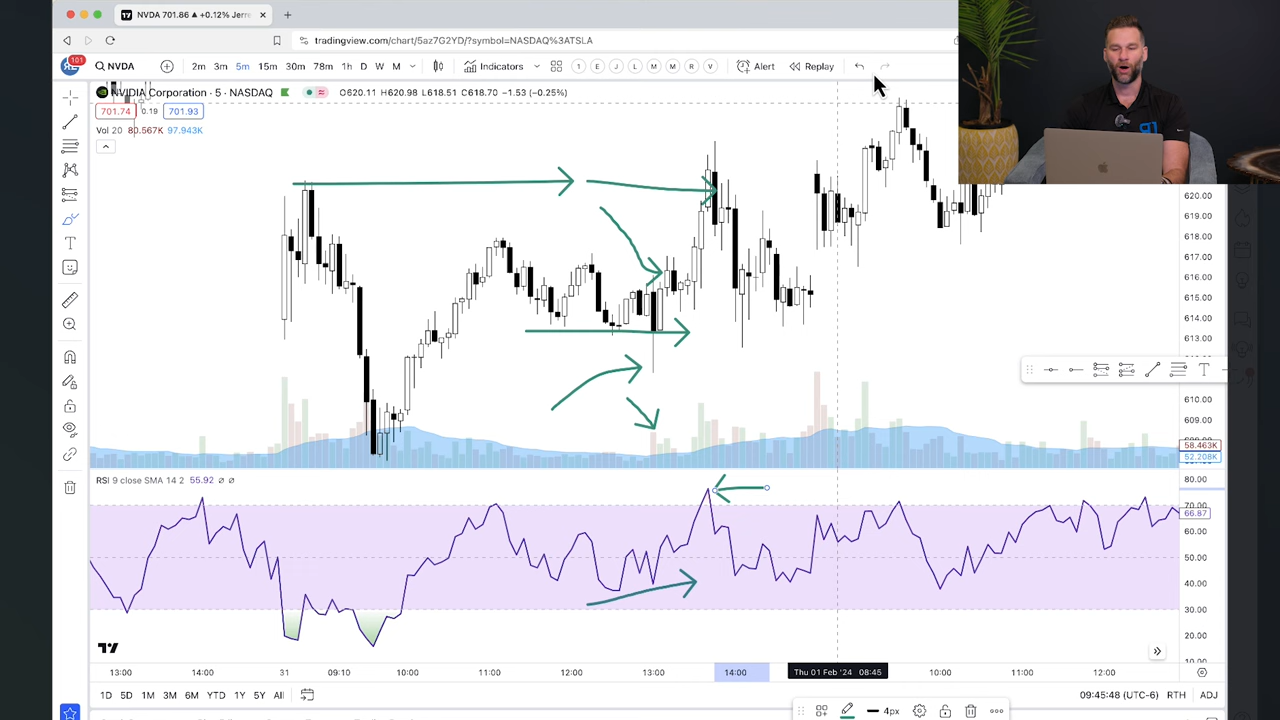 NVDA 701.86 ▲ +0.12% Jerr
tradingview.com/chart/5az7G2YD/?symbol=NASDAQ%3ATSLA
101
NVDA 2m 3m 5m 15m 30m 78m 1h D W M Indicators 1 E J L M M R V Alert Replay
NVIDIA Corporation · 5 · NASDAQ O620.11 H620.98 L618.51 C618.70 −1.53 (−0.25%)
701.74 0.19 701.93
Vol 20 80.567K 97.943K
620.00
619.00
618.00
617.00
616.00
615.00
614.00
613.00
610.00
609.00
58.463K
52.208K
RSI 9 close SMA 14 2 55.92 ∅ ∅
80.00
70.00
66.87
60.00
50.00
40.00
30.00
20.00
10.00
13:00 14:00 31 09:10 10:00 11:00 12:00 13:00 14:00 Thu 01 Feb '24 08:45 10:00 11:00 12:00
1D 5D 1M 3M 6M YTD 1Y 5Y All 09:45:48 (UTC-6) RTH ADJ
4px